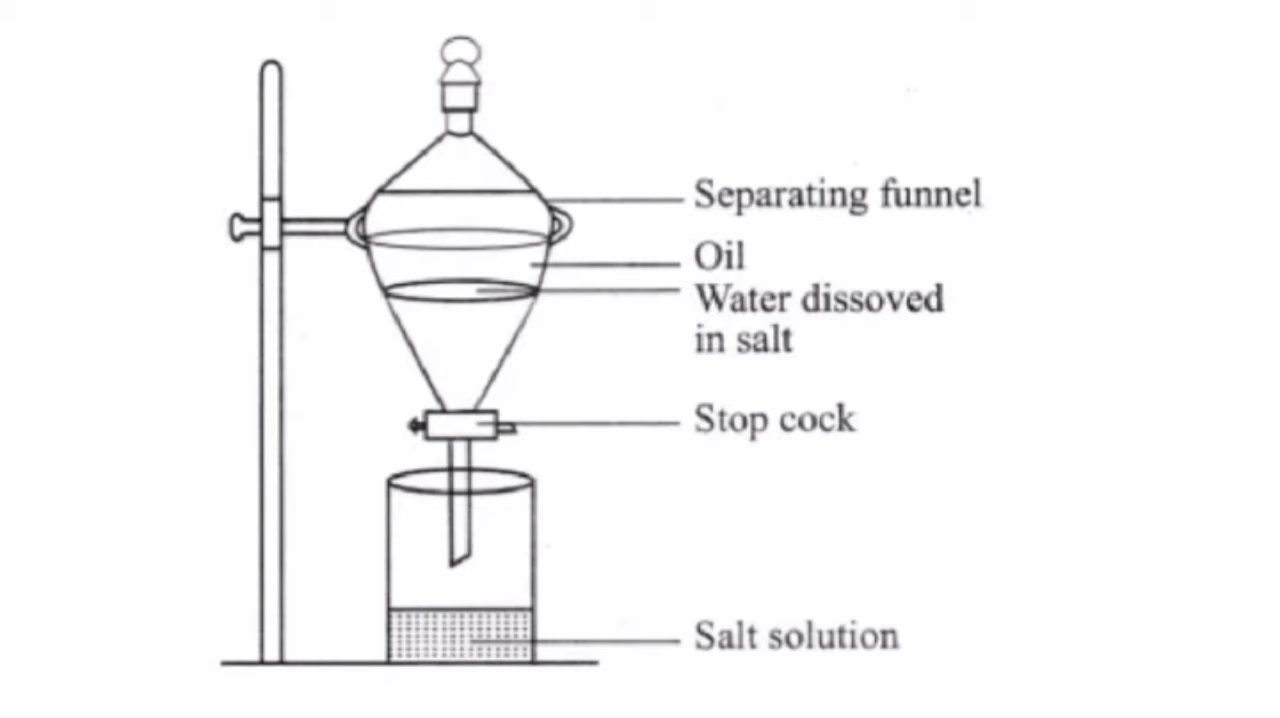 Separating funnel
Oil
Water dissoved
in salt
Stop cock
Salt solution